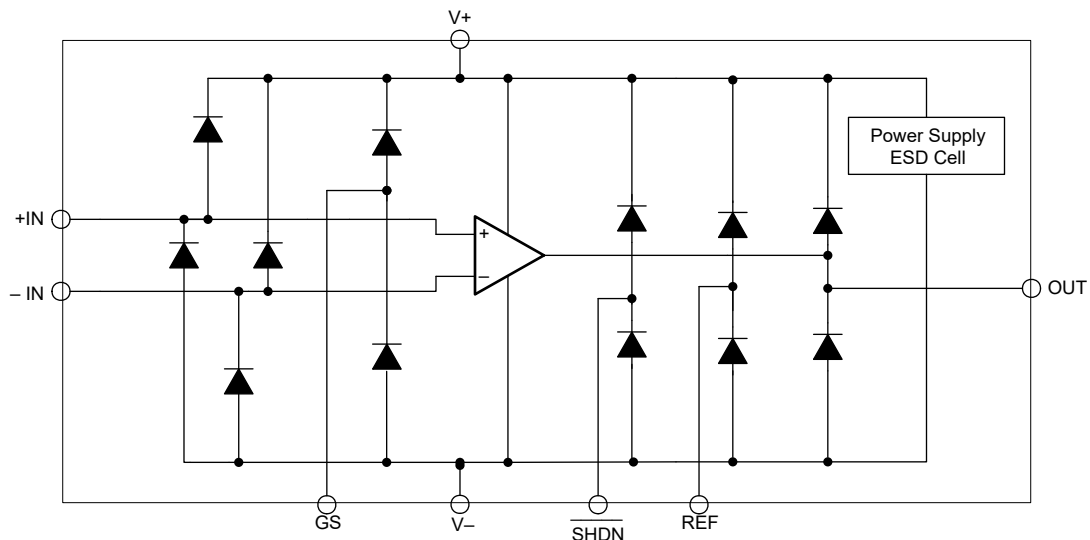 V+
Power Supply
ESD Cell
+IN
+
–
– IN
OUT
GS
V–
SHDN
REF